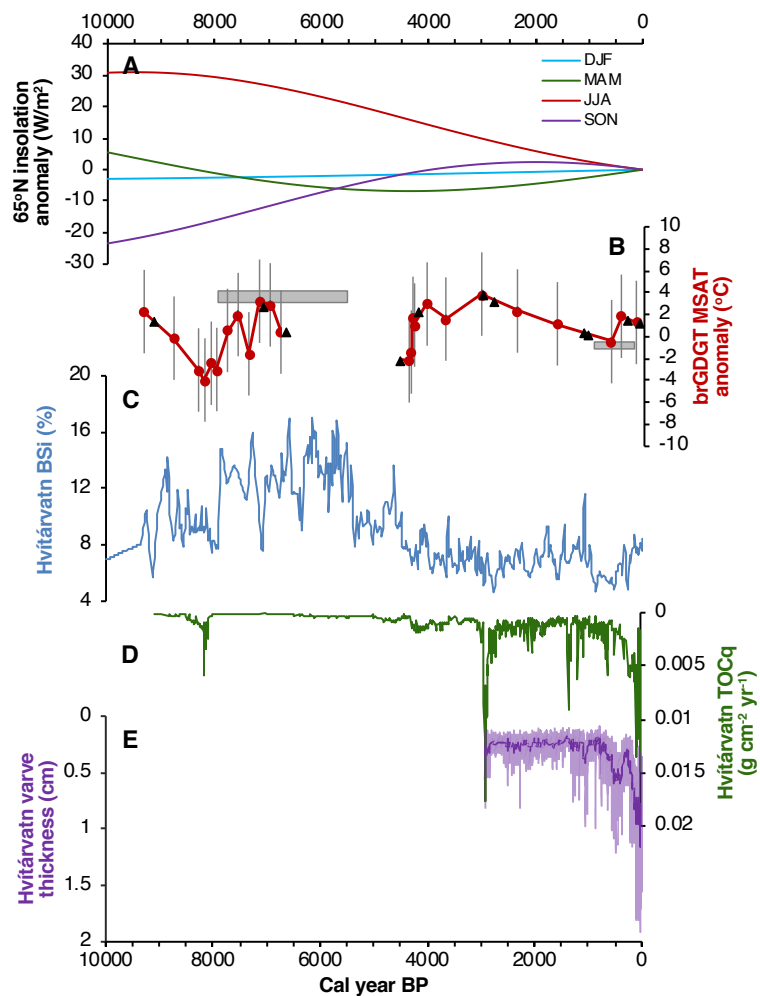 10000 8000 6000 4000 2000 0
A
65°N insolation
anomaly (W/m²)
40
30
20
10
0
-10
-20
-30
DJF
MAM
JJA
SON
B
10
8
6
4
2
0
-2
-4
-6
-8
-10
brGDGT MSAT
anomaly (°C)
C
Hvítárvatn BSi (%)
20
16
12
8
4
D
0
0.005
0.01
0.015
0.02
Hvítárvatn TOCq
(g cm⁻² yr⁻¹)
E
Hvítárvatn varve
thickness (cm)
0
0.5
1
1.5
2
10000 8000 6000 4000 2000 0
Cal year BP